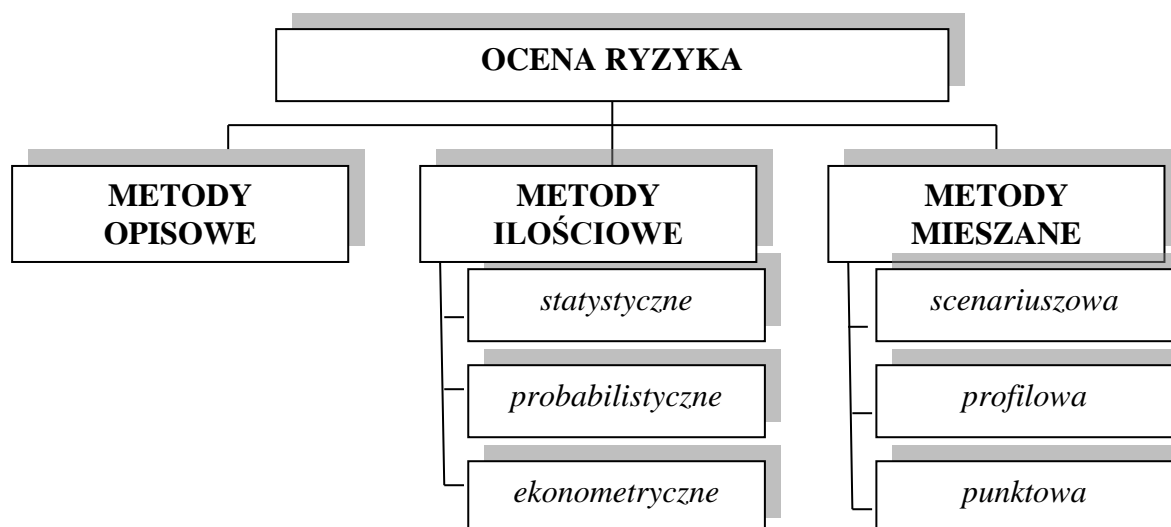 OCENA RYZYKA
METODY
OPISOWE
METODY
ILOŚCIOWE
statystyczne
probabilistyczne
ekonometryczne
METODY
MIESZANE
scenariuszowa
profilowa
punktowa